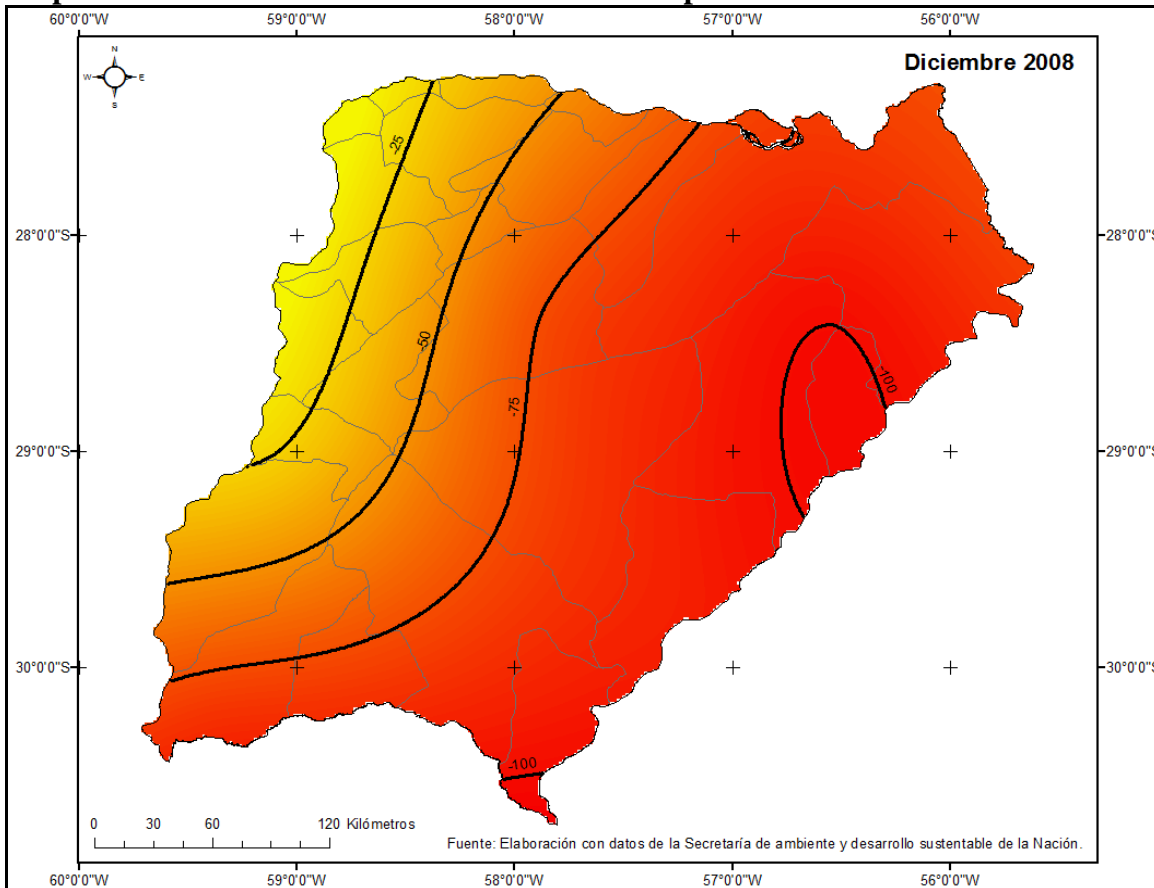 60°0'0"W 59°0'0"W 58°0'0"W 57°0'0"W 56°0'0"W
Diciembre 2008
N
W E
S
-25
28°0'0"S 28°0'0"S
-50
-100
-75
29°0'0"S 29°0'0"S
30°0'0"S 30°0'0"S
-100
0 30 60 120 Kilómetros
Fuente: Elaboración con datos de la Secretaría de ambiente y desarrollo sustentable de la Nación.
60°0'0"W 59°0'0"W 58°0'0"W 57°0'0"W 56°0'0"W